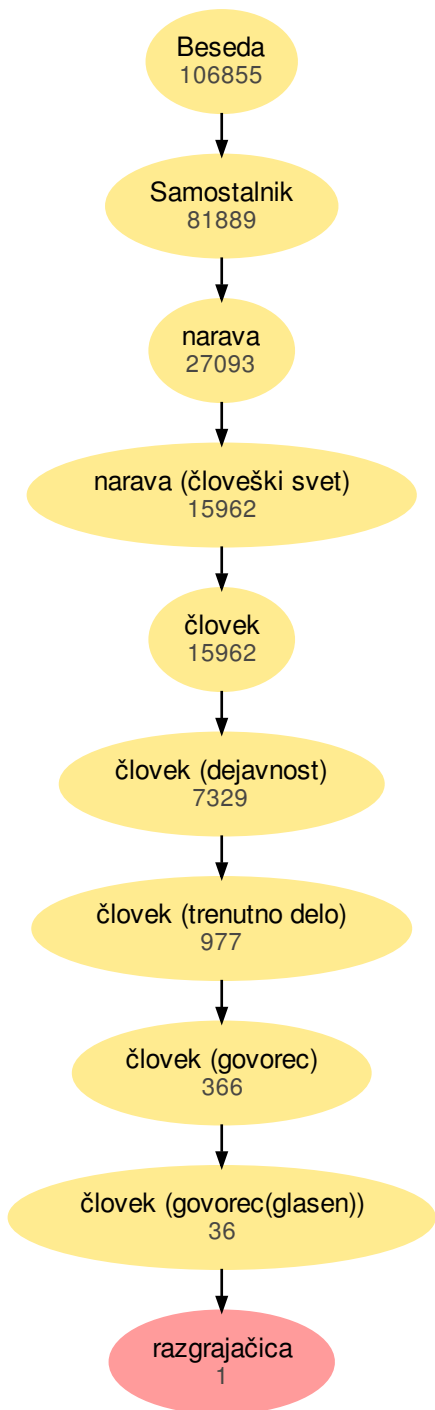 Beseda
106855
Samostalnik
81889
narava
27093
narava (človeški svet)
15962
človek
15962
človek (dejavnost)
7329
človek (trenutno delo)
977
človek (govorec)
366
človek (govorec(glasen))
36
razgrajačica
1